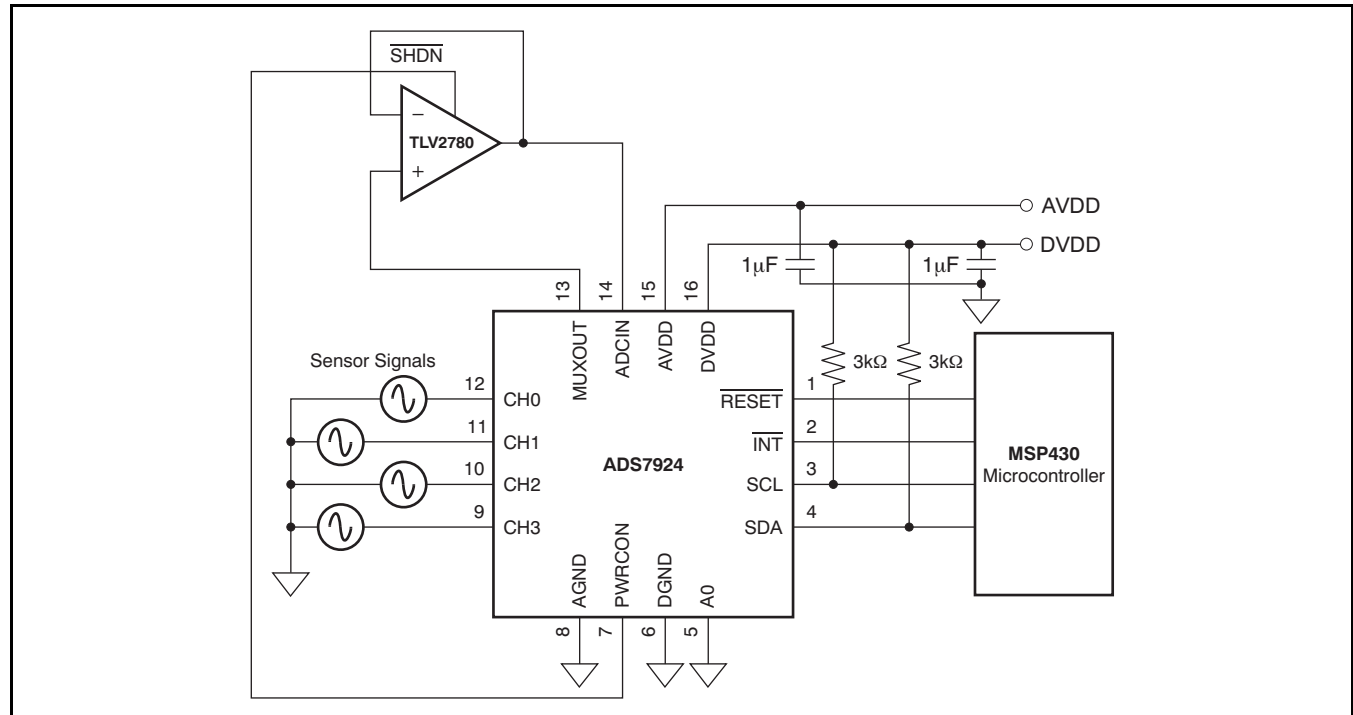 SHDN
−
TLV2780
+
AVDD
DVDD
1μF
1μF
13
14
15
16
MUXOUT
ADCIN
AVDD
DVDD
3kΩ
3kΩ
Sensor Signals
12
CH0
11
CH1
10
CH2
9
CH3
ADS7924
RESET
1
INT
2
SCL
3
SDA
4
MSP430
Microcontroller
AGND
PWRCON
DGND
A0
8
7
6
5